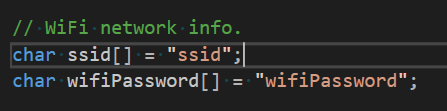 // WiFi network info.
char ssid[] = "ssid";
char wifiPassword[] = "wifiPassword";